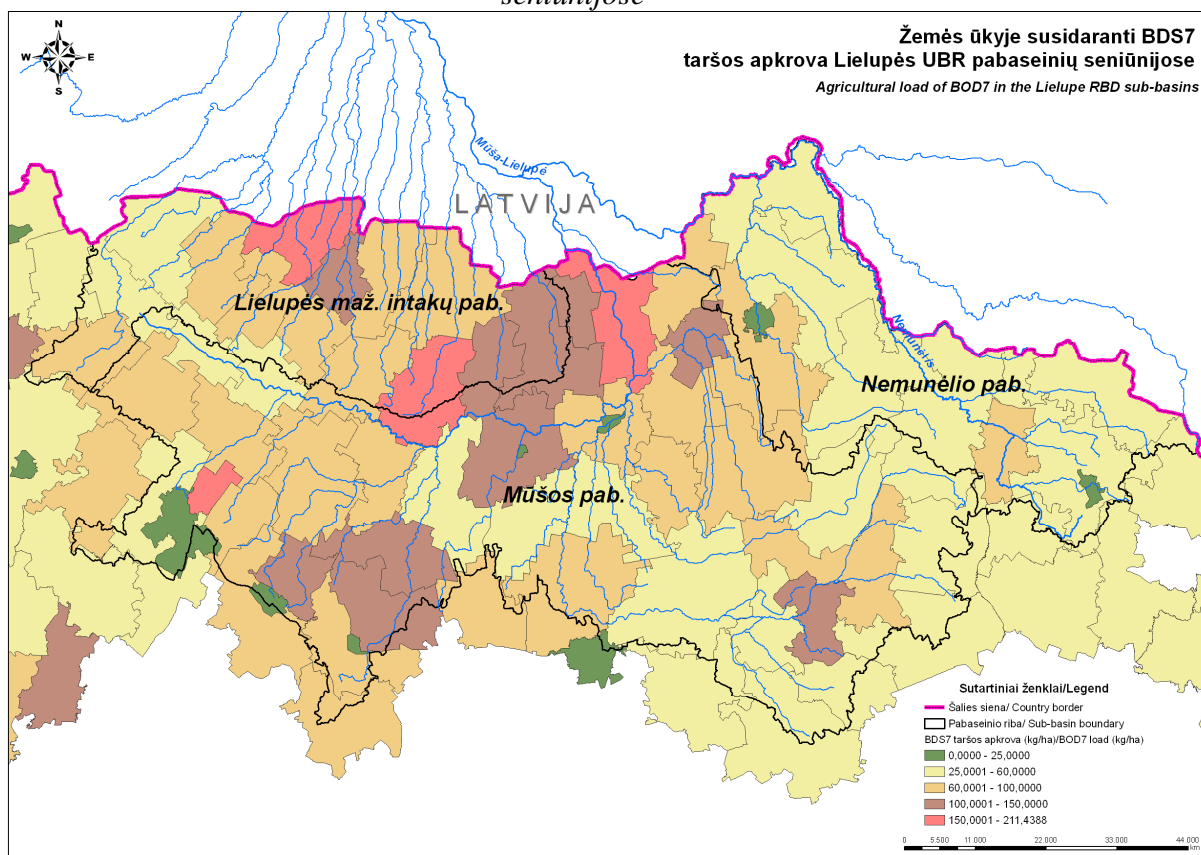 seniūnijose
Žemės ūkyje susidaranti BDS7
taršos apkrova Lielupės UBR pabaseinių seniūnijose
Agricultural load of BOD7 in the Lielupe RBD sub-basins
N
W E
S
Mūša-Lielupė
LATVIJA
Lielupės maž. intakų pab.
Nemunėlis
Nemunėlio pab.
Mūšos pab.
Sutartiniai ženklai/Legend
Šalies siena/ Country border
Pabaseinio riba/ Sub-basin boundary
BDS7 taršos apkrova (kg/ha)/BOD7 load (kg/ha)
0,0000 - 25,0000
25,0001 - 60,0000
60,0001 - 100,0000
100,0001 - 150,0000
150,0001 - 211,4388
0 5 500 11 000 22 000 33 000 44 000
km